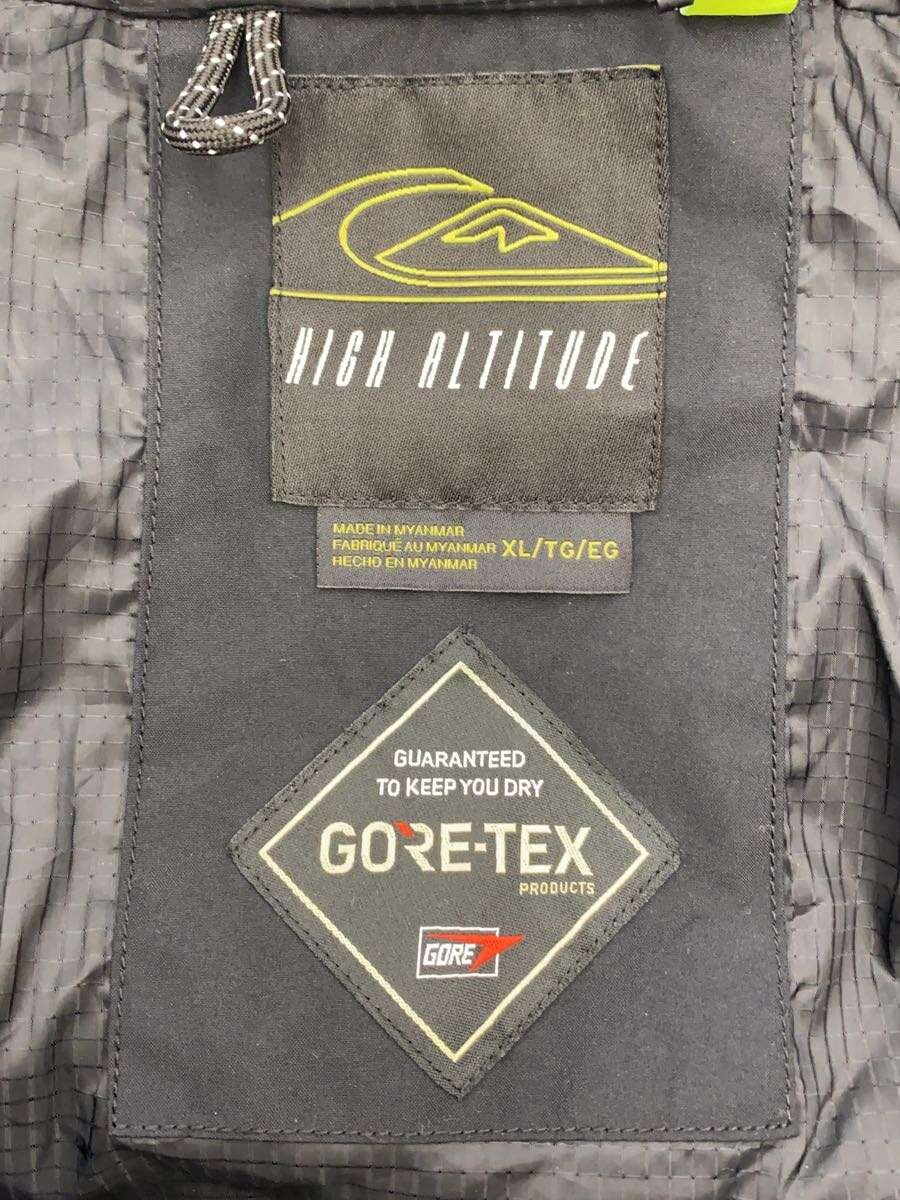 HIGH ALTITUDE
MADE IN MYANMAR
FABRIQUÉ AU MYANMAR XL/TG/EG
HECHO EN MYANMAR
GUARANTEED
TO KEEP YOU DRY
GORE-TEX
PRODUCTS
GORE